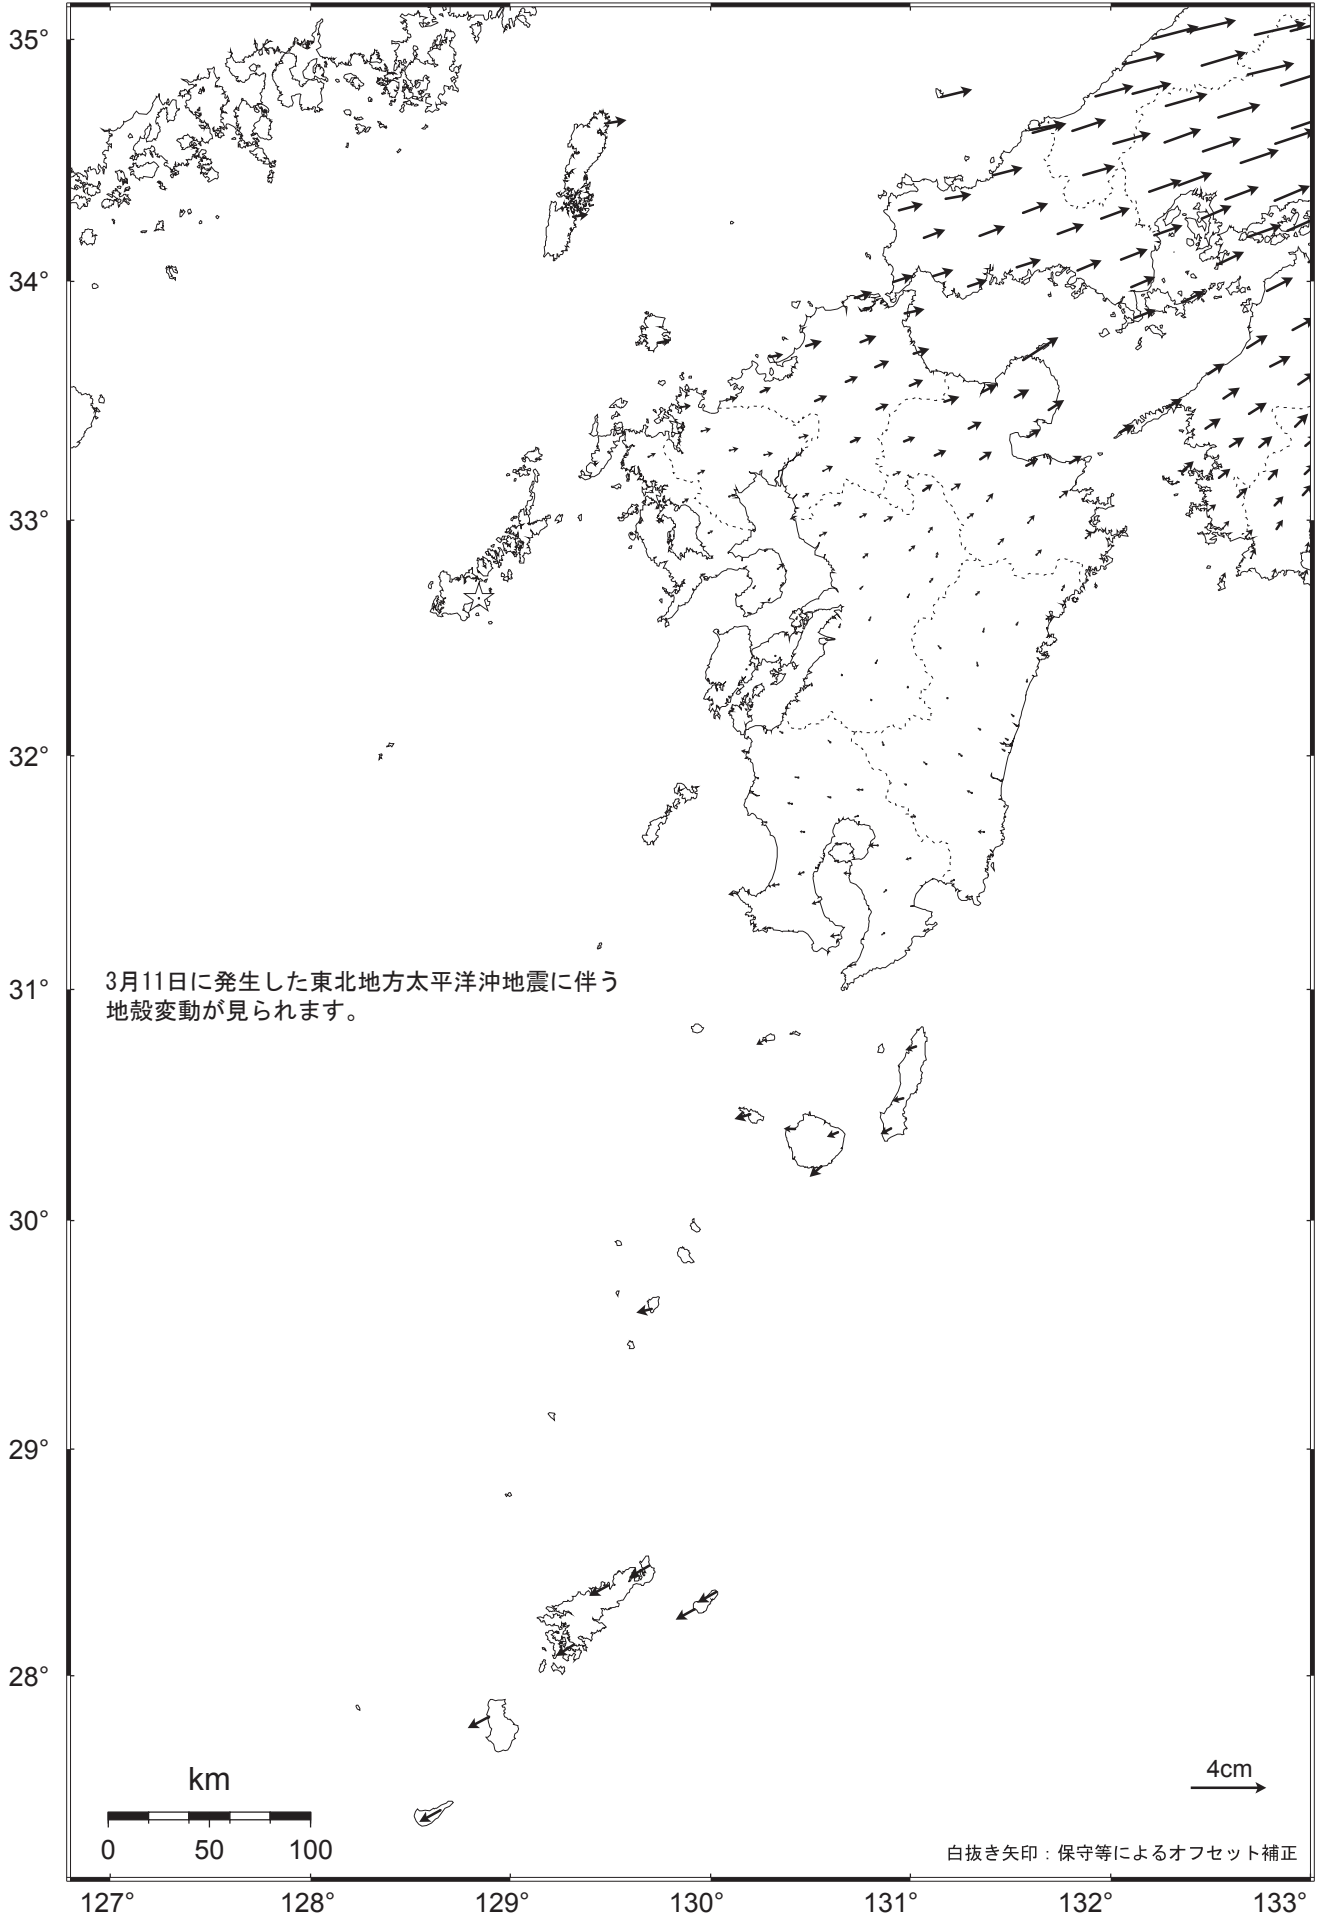 35°
34°
33°
32°
31°
30°
29°
28°
3月11日に発生した東北地方太平洋沖地震に伴う
地殻変動が見られます。
km
0 50 100
4cm
白抜き矢印：保守等によるオフセット補正
127° 128° 129° 130° 131° 132° 133°